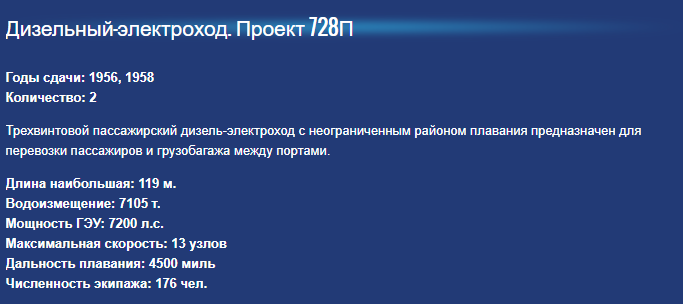 Дизельный-электроход. Проект 728П
Годы сдачи: 1956, 1958
Количество: 2
Трехвинтовой пассажирский дизель-электроход с неограниченным районом плавания предназначен для
перевозки пассажиров и грузобагажа между портами.
Длина наибольшая: 119 м.
Водоизмещение: 7105 т.
Мощность ГЭУ: 7200 л.с.
Максимальная скорость: 13 узлов
Дальность плавания: 4500 миль
Численность экипажа: 176 чел.